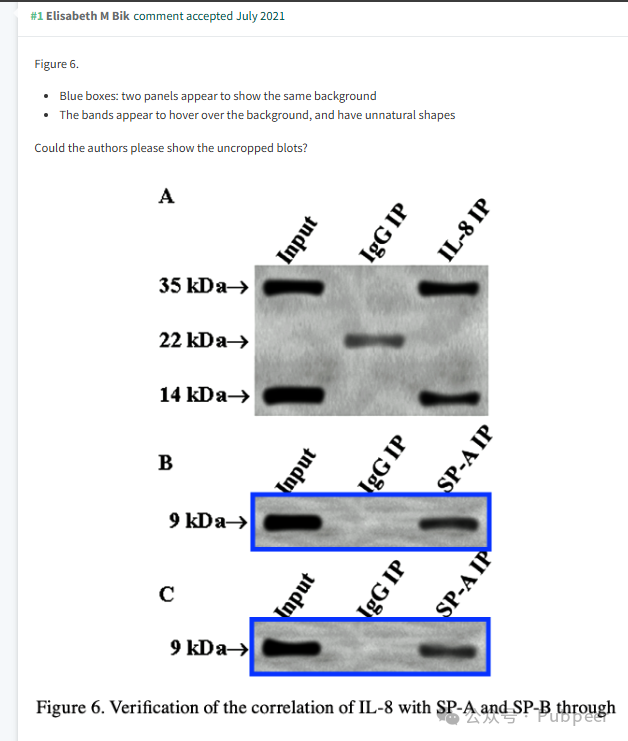 #1 Elisabeth M Bik comment accepted July 2021
Figure 6.
• Blue boxes: two panels appear to show the same background
• The bands appear to hover over the background, and have unnatural shapes
Could the authors please show the uncropped blots?
A
Input IgG IP IL-8 IP
35 kDa→
22 kDa→
14 kDa→
B
Input IgG IP SP-A IP
9 kDa→
C
Input IgG IP SP-A IP
9 kDa→
Figure 6. Verification of the correlation of IL-8 with SP-A and SP-B through
公众号 · Pubpeer